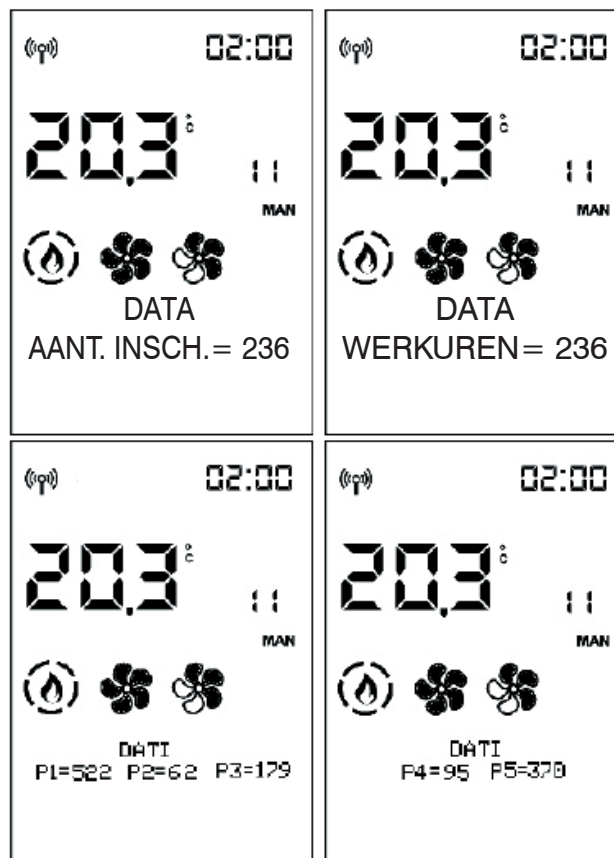 02:00
20.3 °C
11
MAN
DATA
AANT. INSCH.= 236
02:00
20.3 °C
11
MAN
DATA
WERKUREN= 236
02:00
20.3 °C
11
MAN
DATI
P1=522 P2=62 P3=179
02:00
20.3 °C
11
MAN
DATI
P4=95 P5=370